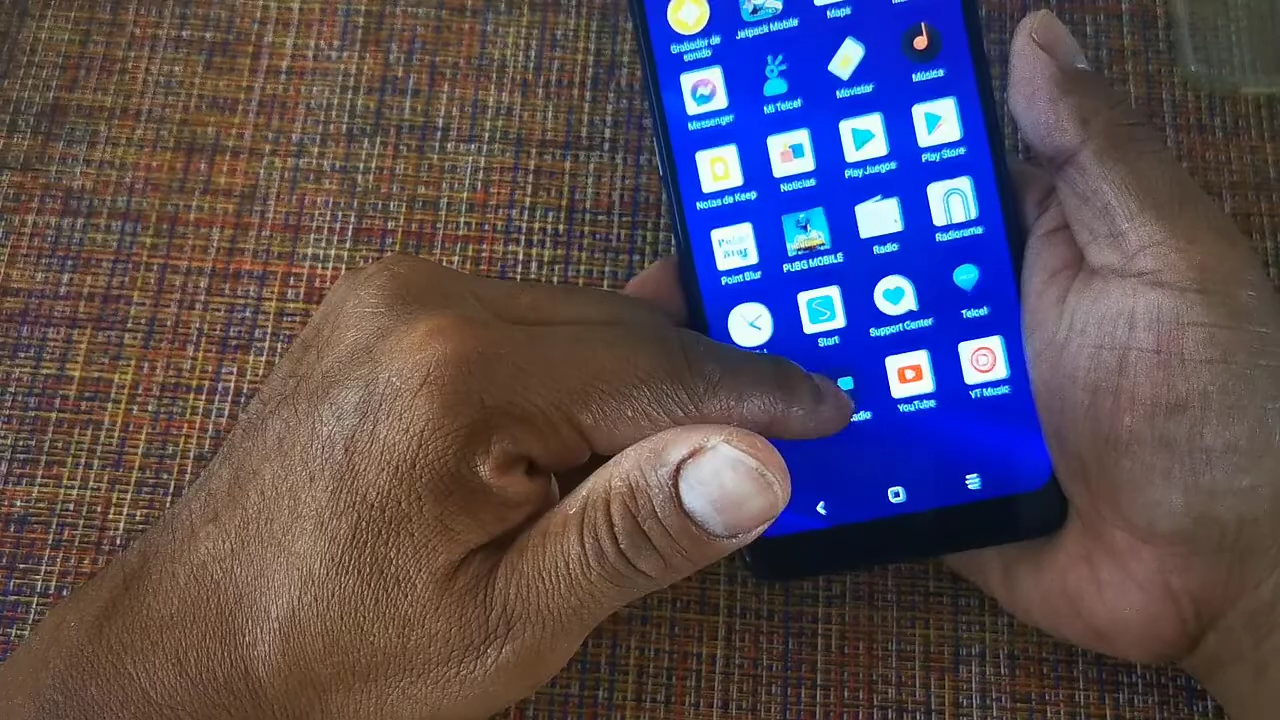 Grabador de
sonido
Jetpack Mobile
Maps
Messenger
Mi Telcel
Movistar
Música
Notas de Keep
Noticias
Play Juegos
Play Store
Point Blur
PUBG MOBILE
Radio
Radiorama
Start
Support Center
Telcel
YouTube
YT Music